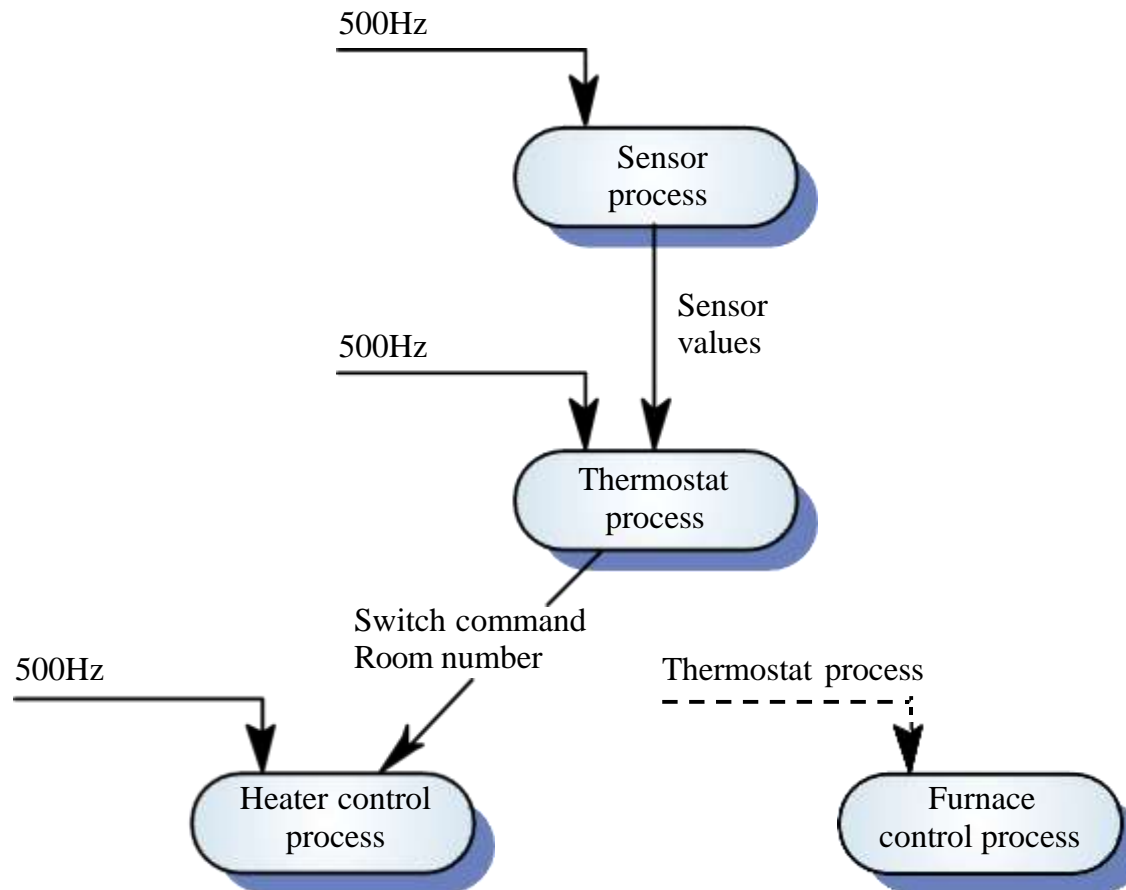 500Hz
Sensor
process
Sensor
values
500Hz
Thermostat
process
Switch command
Room number
500Hz
Thermostat process
Heater control
process
Furnace
control process